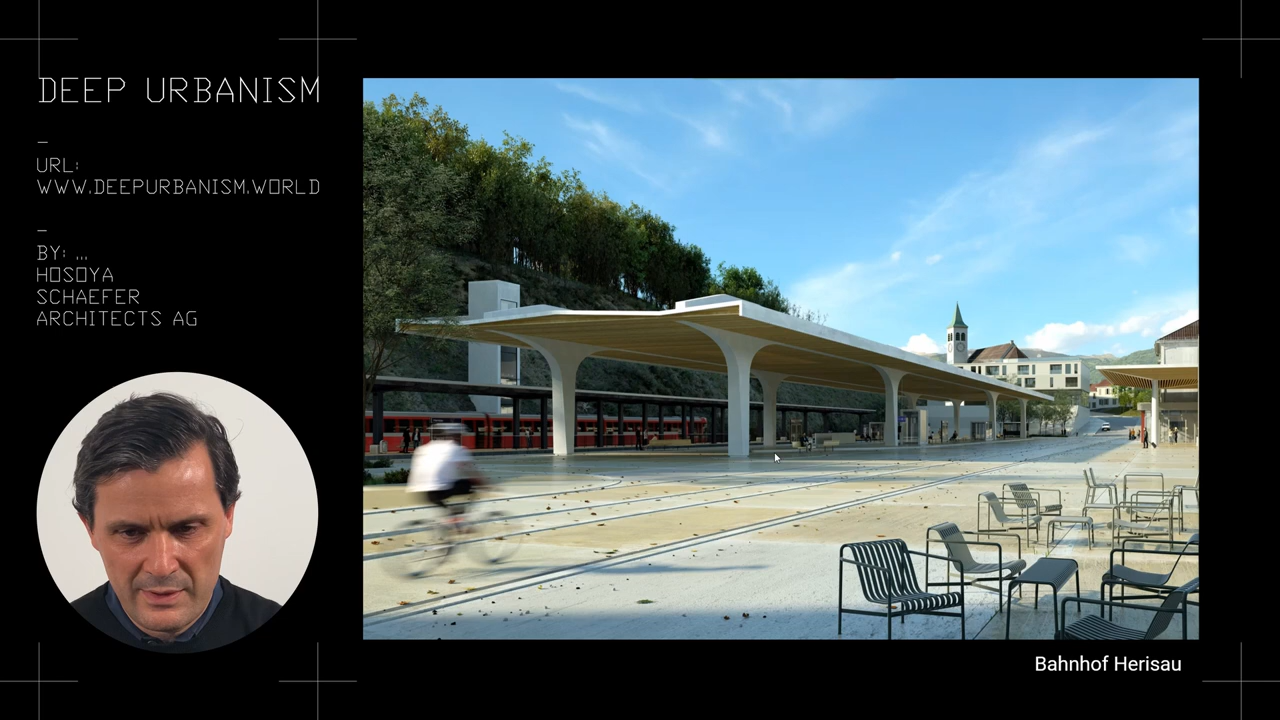 DEEP URBANISM
–
URL:
WWW.DEEPURBANISM.WORLD
–
BY: ...
HOSOYA
SCHAEFER
ARCHITECTS AG
Bahnhof Herisau